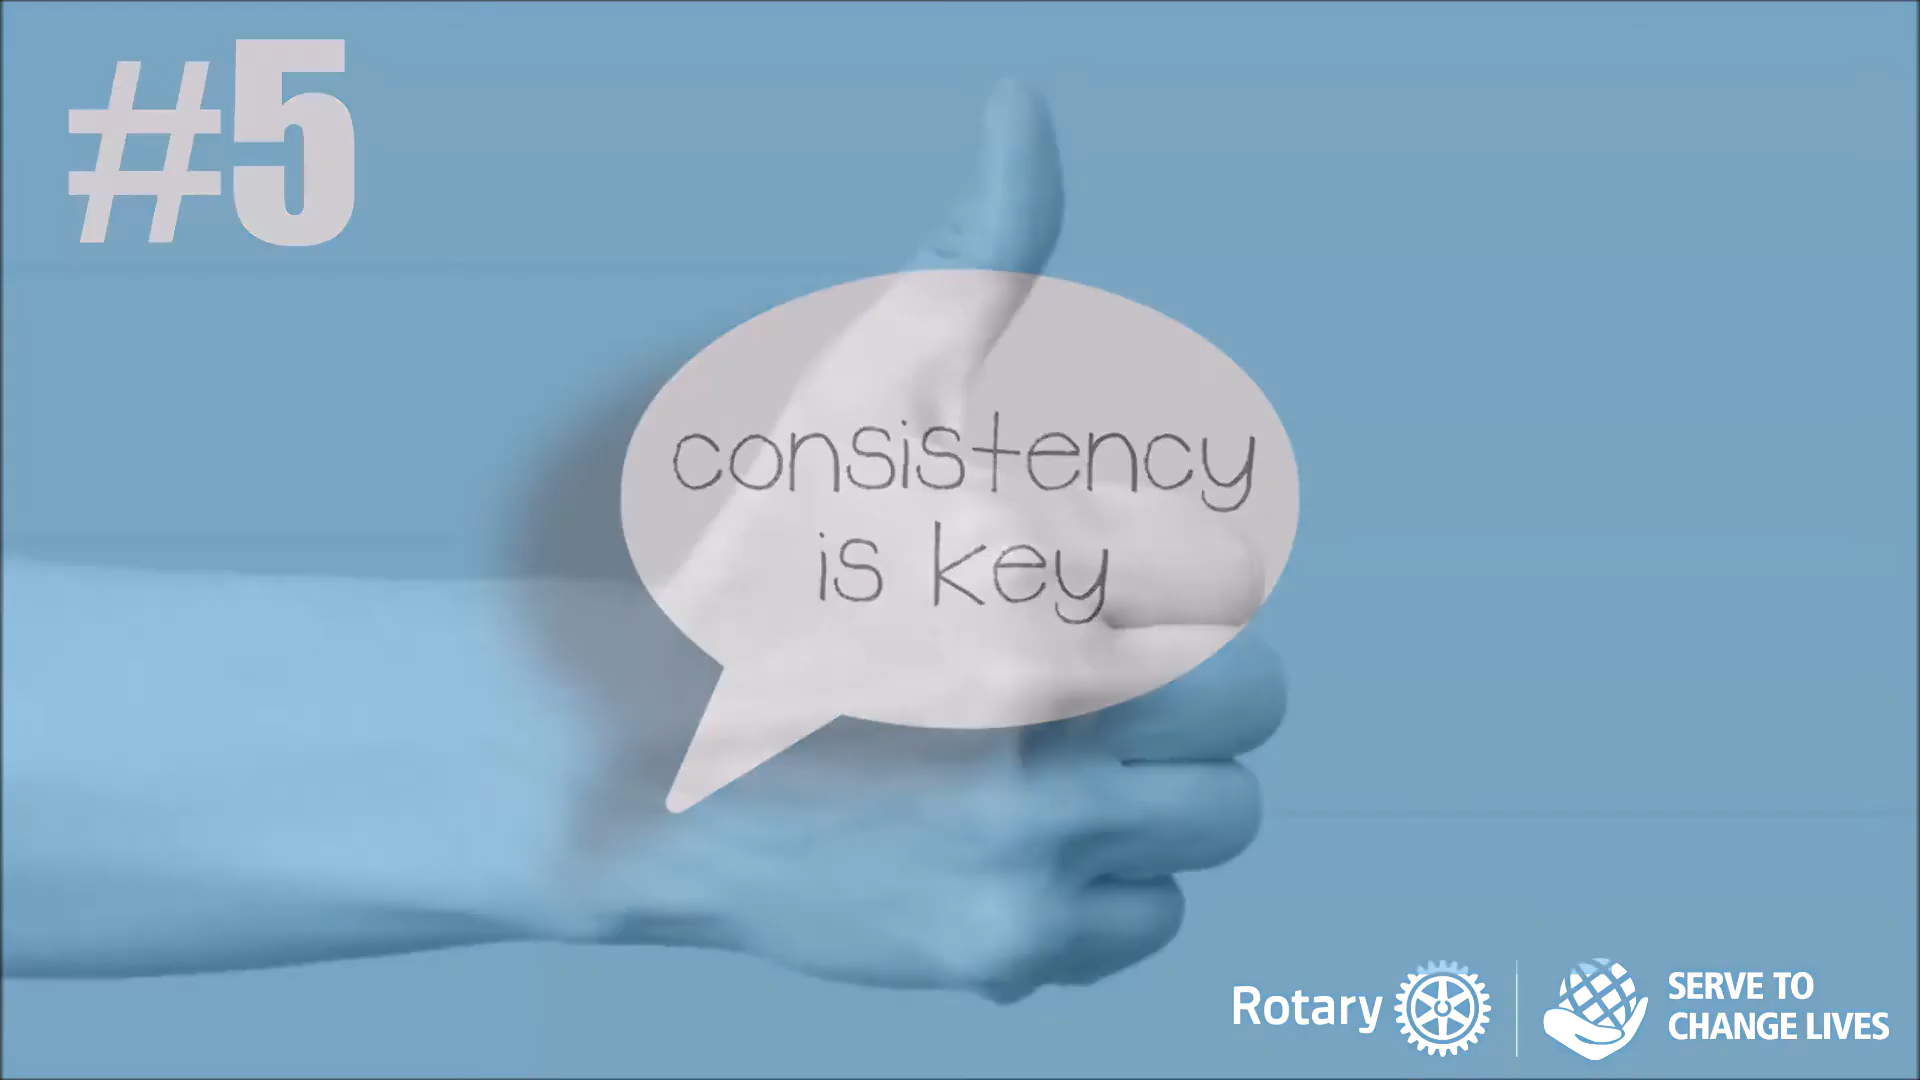 #5
consistency
is key
Rotary
SERVE TO
CHANGE LIVES